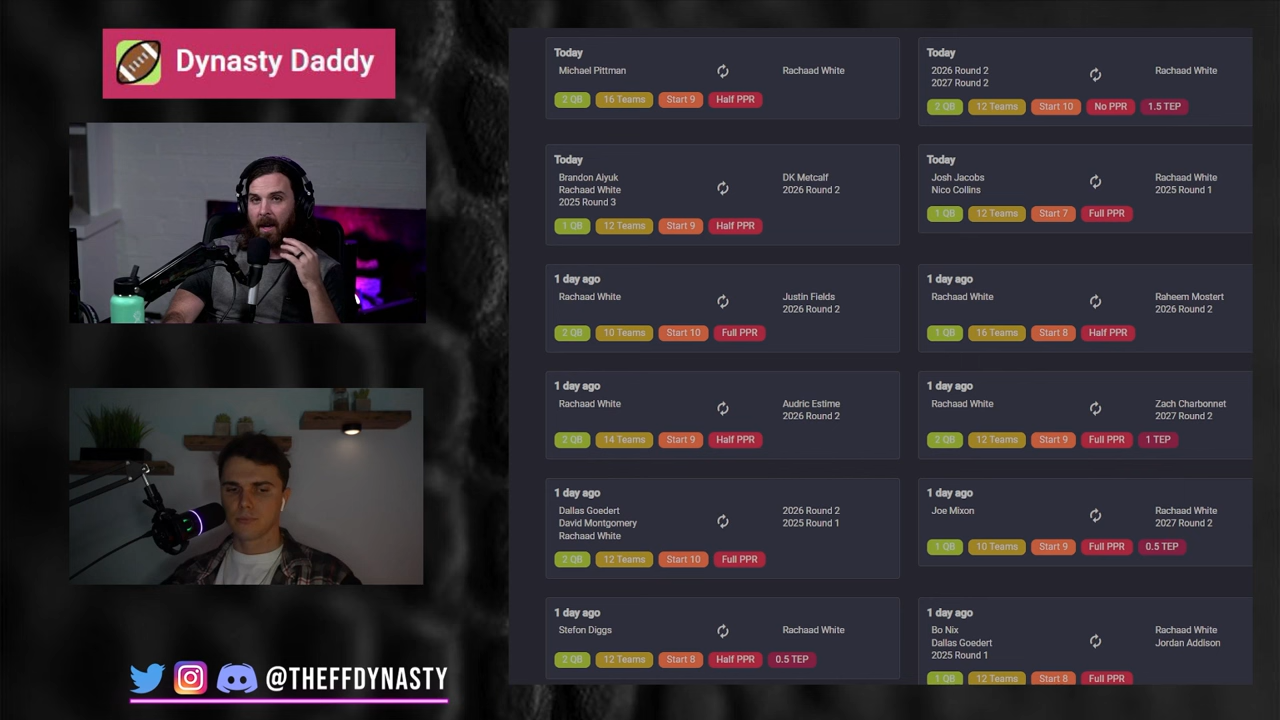 Dynasty Daddy
@THEFFDYNASTY
Today
Michael Pittman
Rachaad White
2 QB 16 Teams Start 9 Half PPR
Today
2026 Round 2
2027 Round 2
Rachaad White
2 QB 12 Teams Start 10 No PPR 1.5 TEP
Today
Brandon Aiyuk
Rachaad White
2025 Round 3
DK Metcalf
2026 Round 2
1 QB 12 Teams Start 9 Half PPR
Today
Josh Jacobs
Nico Collins
Rachaad White
2025 Round 1
1 QB 12 Teams Start 7 Full PPR
1 day ago
Rachaad White
Justin Fields
2026 Round 2
2 QB 10 Teams Start 10 Full PPR
1 day ago
Rachaad White
Raheem Mostert
2026 Round 2
1 QB 16 Teams Start 8 Half PPR
1 day ago
Rachaad White
Audric Estime
2026 Round 2
2 QB 14 Teams Start 9 Half PPR
1 day ago
Rachaad White
Zach Charbonnet
2027 Round 2
2 QB 12 Teams Start 9 Full PPR 1 TEP
1 day ago
Dallas Goedert
David Montgomery
Rachaad White
2026 Round 2
2025 Round 1
2 QB 12 Teams Start 10 Full PPR
1 day ago
Joe Mixon
Rachaad White
2027 Round 2
1 QB 10 Teams Start 9 Full PPR 0.5 TEP
1 day ago
Stefon Diggs
Rachaad White
2 QB 12 Teams Start 8 Half PPR 0.5 TEP
1 day ago
Bo Nix
Dallas Goedert
2025 Round 1
Rachaad White
Jordan Addison
1 QB 12 Teams Start 8 Full PPR